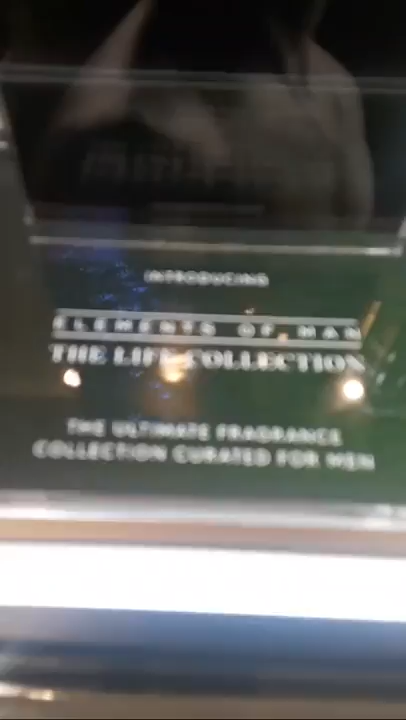 INTRODUCING
ELEMENTS OF MAN
THE LIFE COLLECTION
THE ULTIMATE FRAGRANCE
COLLECTION CURATED FOR MEN